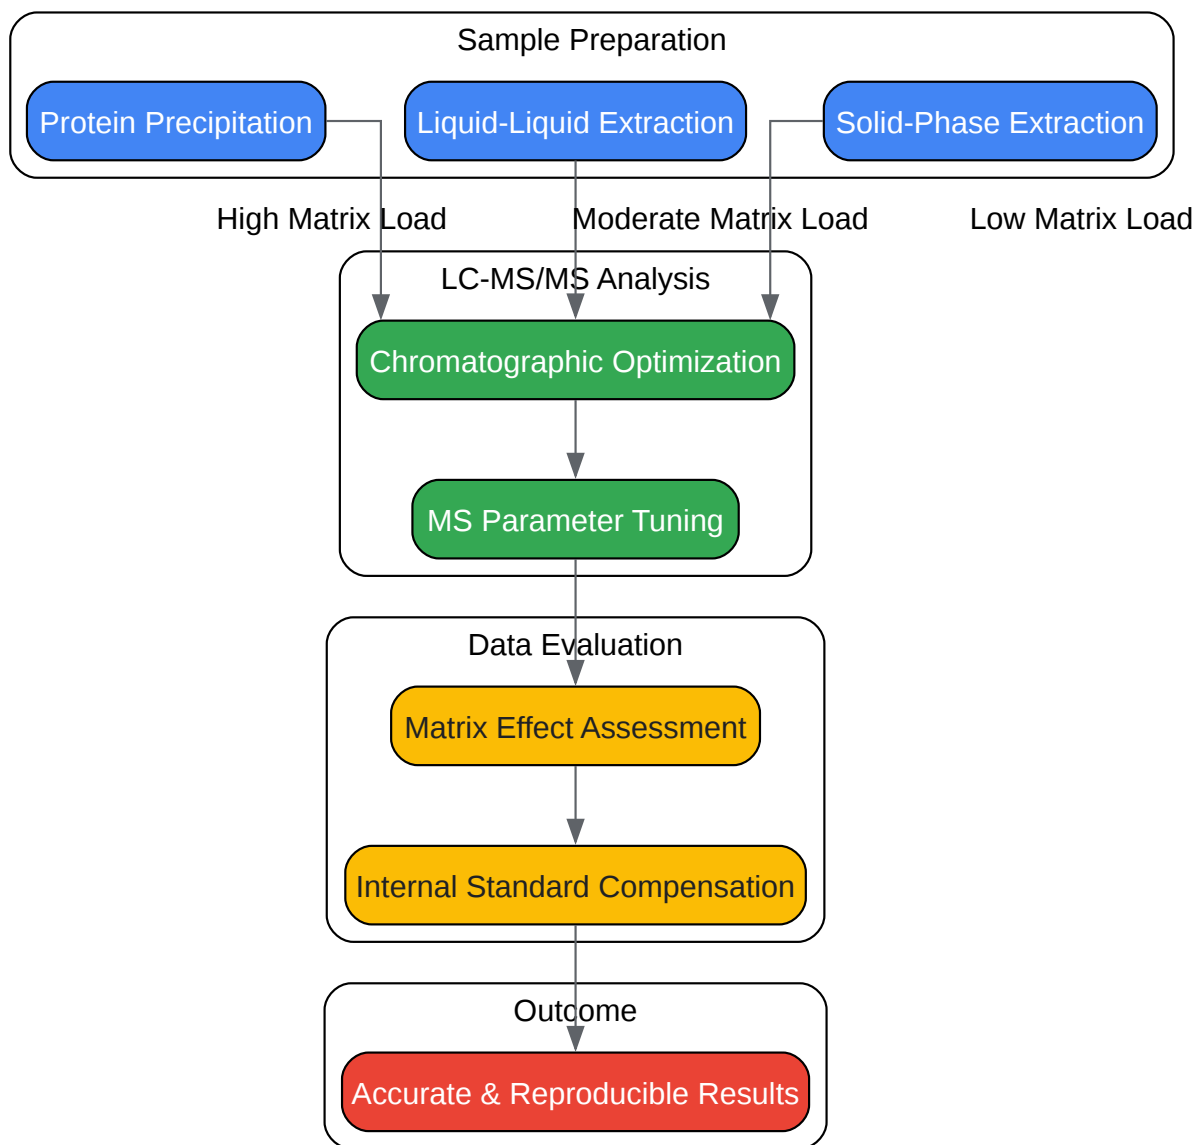 Sample Preparation
Protein Precipitation
Liquid-Liquid Extraction
Solid-Phase Extraction
High Matrix Load
Moderate Matrix Load
Low Matrix Load
LC-MS/MS Analysis
Chromatographic Optimization
MS Parameter Tuning
Data Evaluation
Matrix Effect Assessment
Internal Standard Compensation
Outcome
Accurate & Reproducible Results